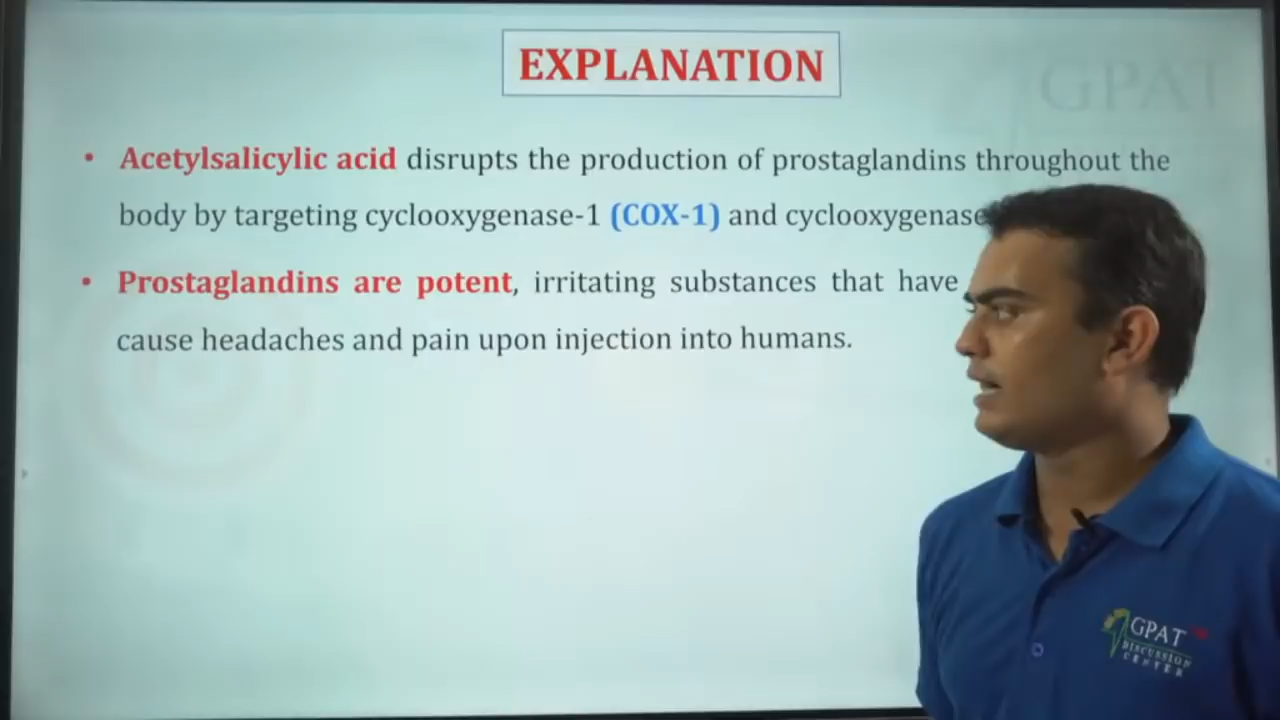 EXPLANATION
GPAT
• Acetylsalicylic acid disrupts the production of prostaglandins throughout the
body by targeting cyclooxygenase-1 (COX-1) and cyclooxygenase
• Prostaglandins are potent, irritating substances that have
cause headaches and pain upon injection into humans.
GPAT
DISCUSSION
CENTER